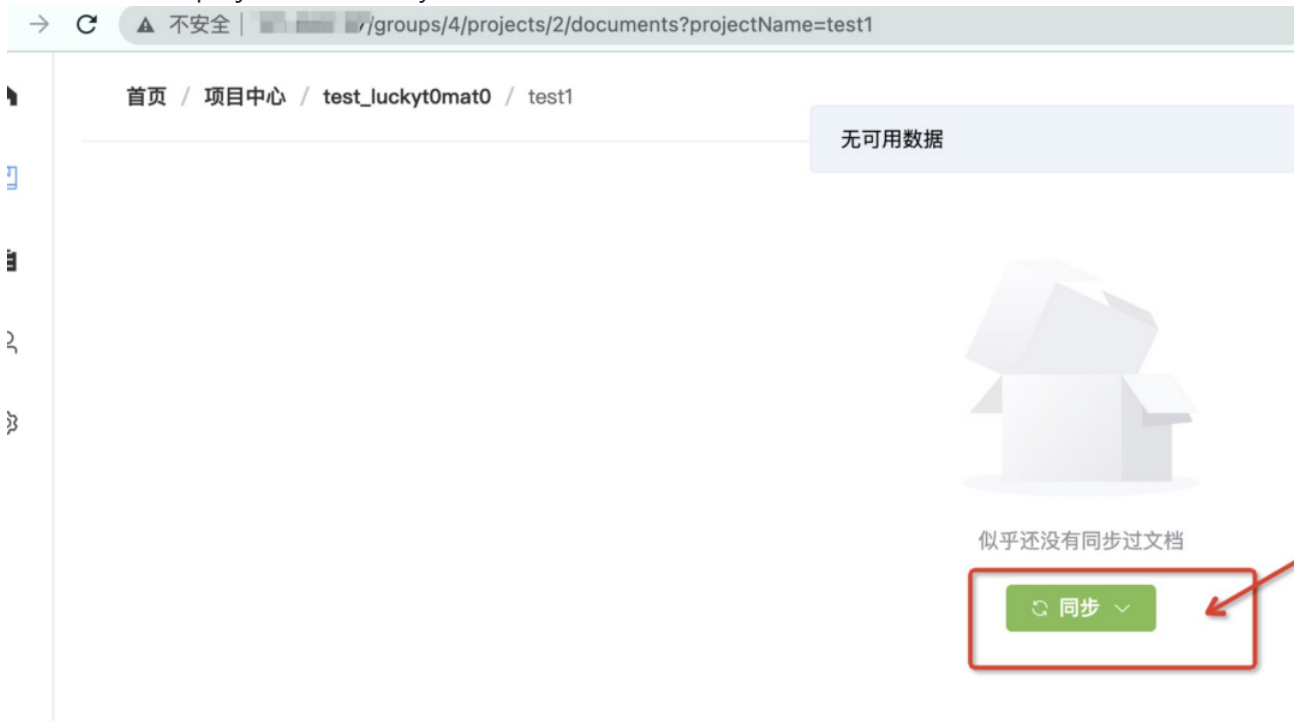 不安全 | /groups/4/projects/2/documents?projectName=test1
首页 / 项目中心 / test_luckyt0mat0 / test1
无可用数据
似乎还没有同步过文档
同步